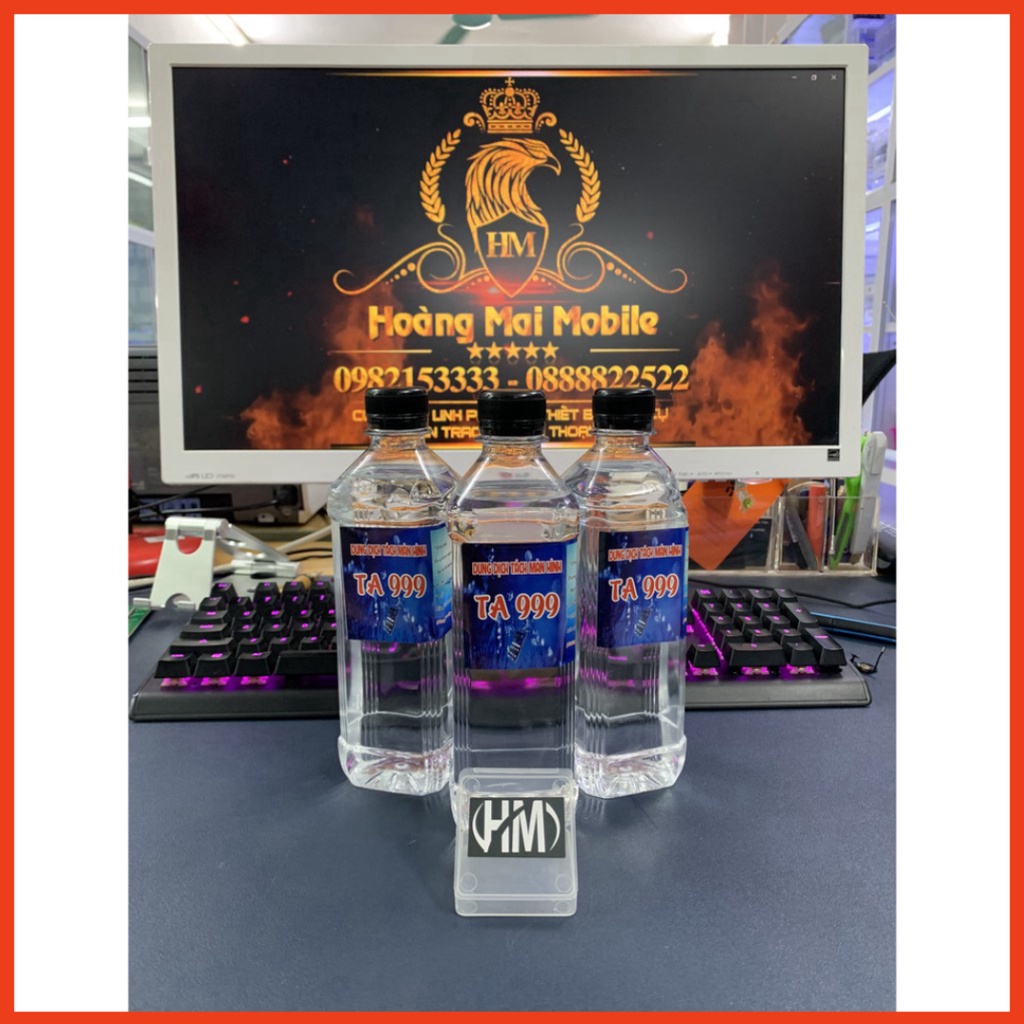 HM
Hoàng Mai Mobile
0982153333 - 0888822522
LINH
DUNG DỊCH TÁCH MÀN HÌNH
TA 999
DUNG DỊCH TÁCH MÀN HÌNH
TA 999
DUNG DỊCH TÁCH MÀN HÌNH
TA 999
HM